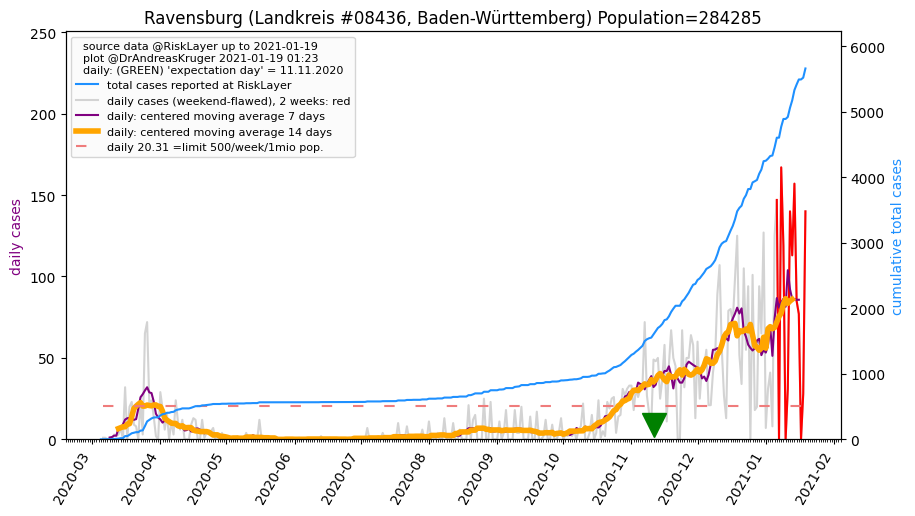 Ravensburg (Landkreis #08436, Baden-Württemberg) Population=284285
source data @RiskLayer up to 2021-01-19
plot @DrAndreasKruger 2021-01-19 01:23
daily: (GREEN) 'expectation day' = 11.11.2020
total cases reported at RiskLayer
daily cases (weekend-flawed), 2 weeks: red
daily: centered moving average 7 days
daily: centered moving average 14 days
daily 20.31 =limit 500/week/1mio pop.
daily cases
250
200
150
100
50
0
cumulative total cases
6000
5000
4000
3000
2000
1000
0
2020-03
2020-04
2020-05
2020-06
2020-07
2020-08
2020-09
2020-10
2020-11
2020-12
2021-01
2021-02